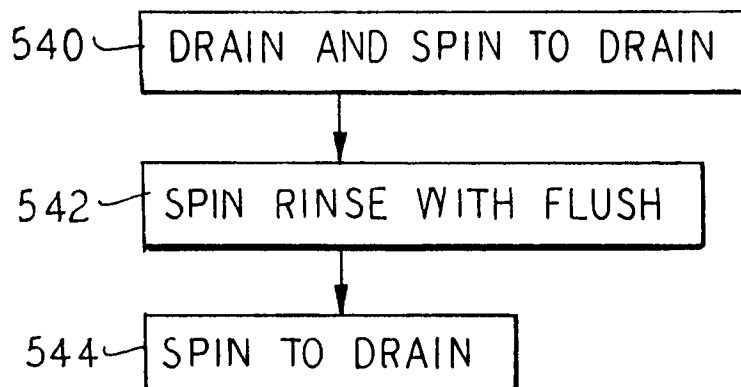 540 DRAIN AND SPIN TO DRAIN
542 SPIN RINSE WITH FLUSH
544 SPIN TO DRAIN